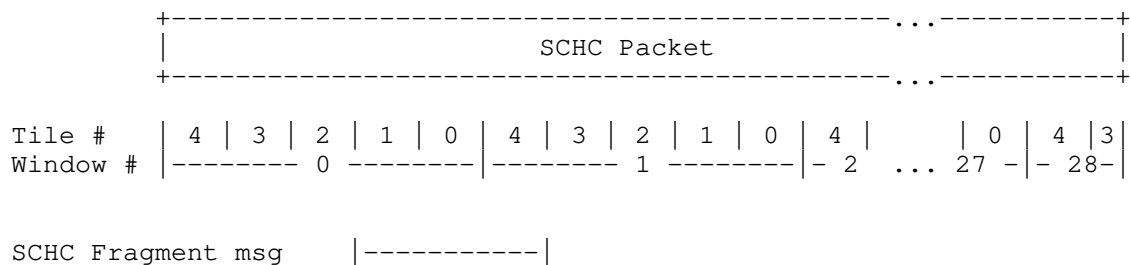 +---------------------------------------------...-----------+
|                       SCHC Packet                         |
+---------------------------------------------...-----------+
Tile #   | 4 | 3 | 2 | 1 | 0 | 4 | 3 | 2 | 1 | 0 | 4 |     | 0 | 4 |3|
Window # |-------- 0 --------|-------- 1 --------|- 2  ... 27 -|- 28-|
SCHC Fragment msg    |-----------|